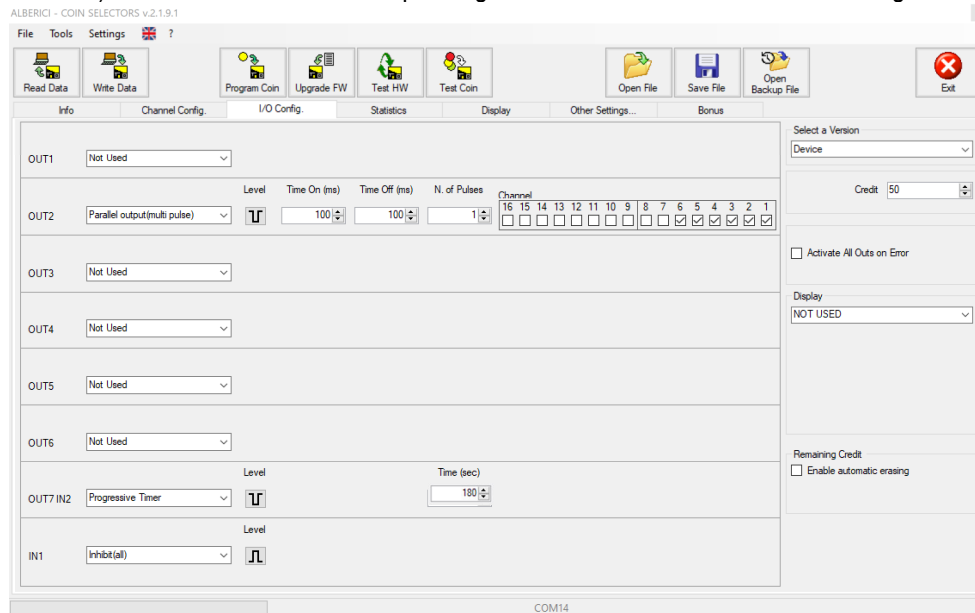 ALBERICI - COIN SELECTORS v.2.1.9.1
File Tools Settings ?
Read Data Write Data Program Coin Upgrade FW Test HW Test Coin Open File Save File Open Backup File Exit
Info Channel Config. I/O Config. Statistics Display Other Settings... Bonus
Select a Version
Device
OUT1 Not Used
Level Time On (ms) Time Off (ms) N. of Pulses Channel
16 15 14 13 12 11 10 9 8 7 6 5 4 3 2 1
OUT2 Parallel output(multi pulse) 100 100 1
Credit 50
Activate All Outs on Error
OUT3 Not Used
Display
NOT USED
OUT4 Not Used
OUT5 Not Used
OUT6 Not Used
Remaining Credit
Enable automatic erasing
Level Time (sec)
OUT7 IN2 Progressive Timer 180
Level
IN1 Inhibit(all)
COM14